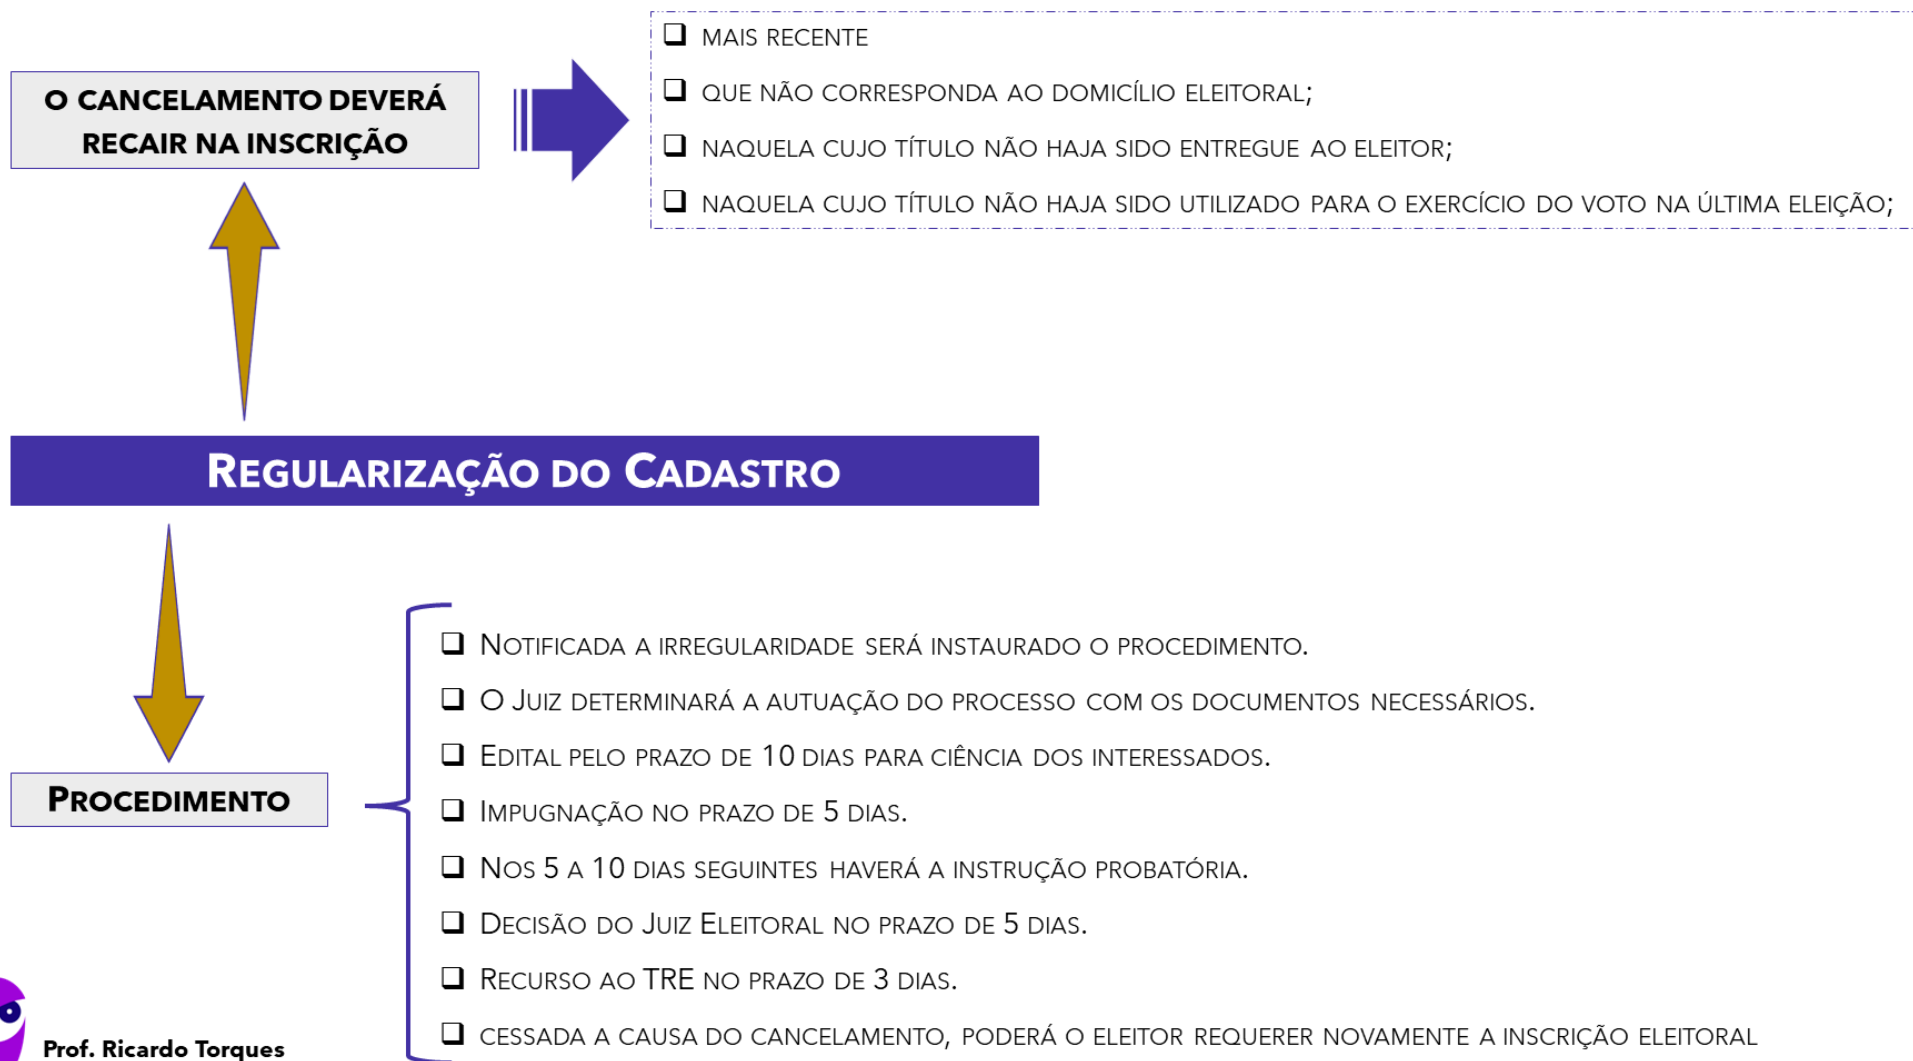 O CANCELAMENTO DEVERÁ
RECAIR NA INSCRIÇÃO
❑ MAIS RECENTE
❑ QUE NÃO CORRESPONDA AO DOMICÍLIO ELEITORAL;
❑ NAQUELA CUJO TÍTULO NÃO HAJA SIDO ENTREGUE AO ELEITOR;
❑ NAQUELA CUJO TÍTULO NÃO HAJA SIDO UTILIZADO PARA O EXERCÍCIO DO VOTO NA ÚLTIMA ELEIÇÃO;
REGULARIZAÇÃO DO CADASTRO
PROCEDIMENTO
❑ NOTIFICADA A IRREGULARIDADE SERÁ INSTAURADO O PROCEDIMENTO.
❑ O JUIZ DETERMINARÁ A AUTUAÇÃO DO PROCESSO COM OS DOCUMENTOS NECESSÁRIOS.
❑ EDITAL PELO PRAZO DE 10 DIAS PARA CIÊNCIA DOS INTERESSADOS.
❑ IMPUGNAÇÃO NO PRAZO DE 5 DIAS.
❑ NOS 5 A 10 DIAS SEGUINTES HAVERÁ A INSTRUÇÃO PROBATÓRIA.
❑ DECISÃO DO JUIZ ELEITORAL NO PRAZO DE 5 DIAS.
❑ RECURSO AO TRE NO PRAZO DE 3 DIAS.
❑ CESSADA A CAUSA DO CANCELAMENTO, PODERÁ O ELEITOR REQUERER NOVAMENTE A INSCRIÇÃO ELEITORAL
Prof. Ricardo Torques